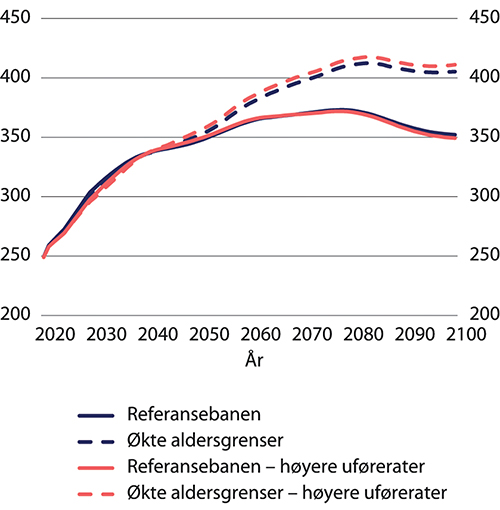 450 450
400 400
350 350
300 300
250 250
200 200
2020 2030 2040 2050 2060 2070 2080 2090 2100
År
Referansebanen
Økte aldersgrenser
Referansebanen – høyere uførerater
Økte aldersgrenser – høyere uførerater